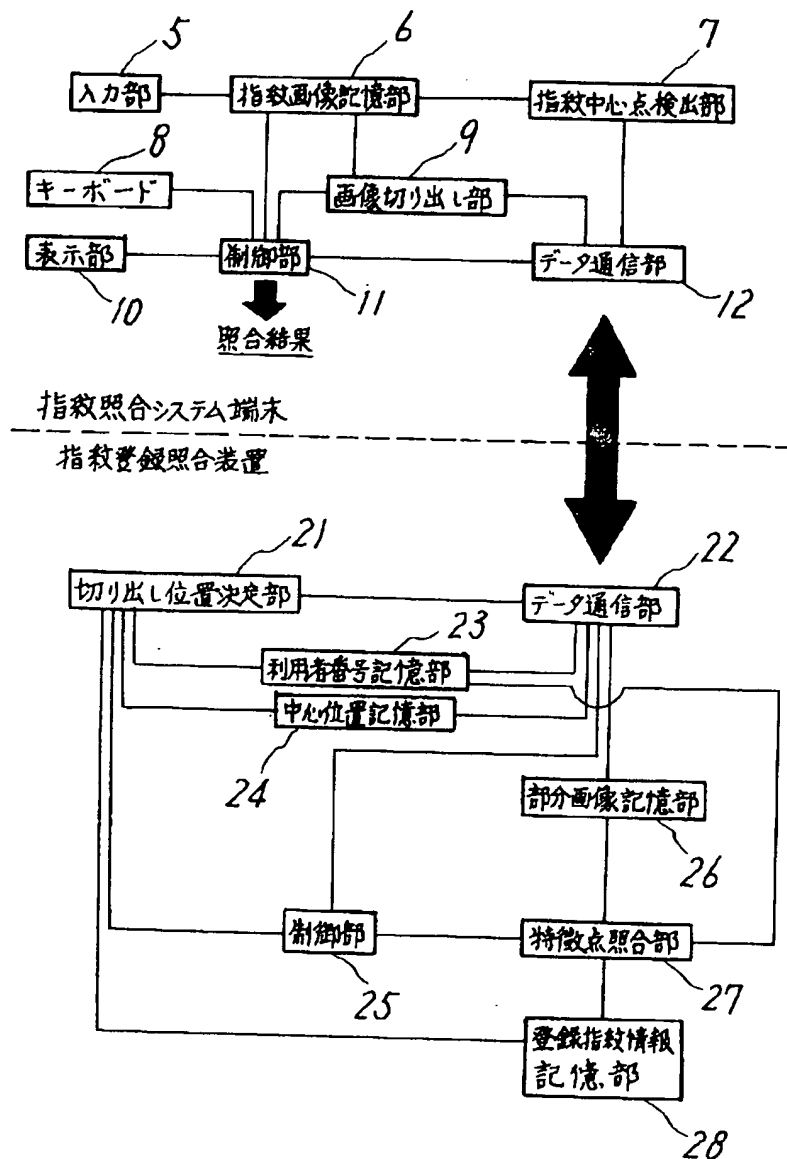 5
6
7
入力部
指紋画像記憶部
指紋中心点検出部
8
9
キーボード
画像切り出し部
表示部
制御部
データ通信部
10
11
12
照合結果
指紋照合システム端末
指紋登録照合装置
21
22
切り出し位置決定部
データ通信部
23
利用者番号記憶部
中心位置記憶部
24
部分画像記憶部
26
制御部
特徴点照合部
25
27
登録指紋情報
記憶部
28